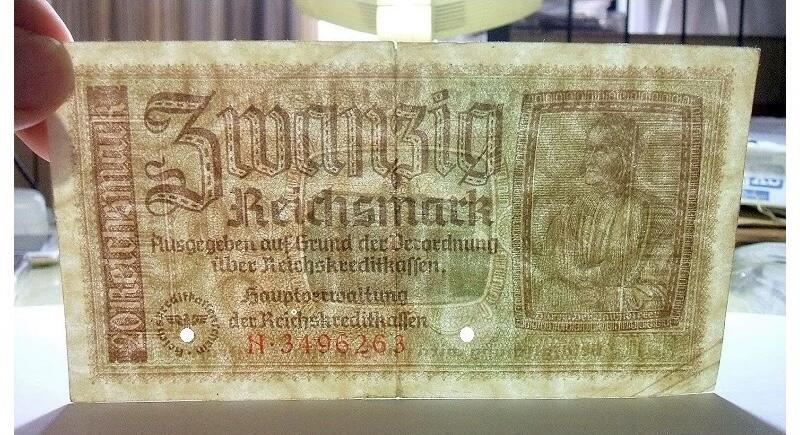 20 Reichsmark
Zwanzig
Reichsmark
Ausgegeben auf Grund der Verordnung
über Reichskreditkassen.
Hauptverwaltung
der Reichskreditkassen
H·3496263